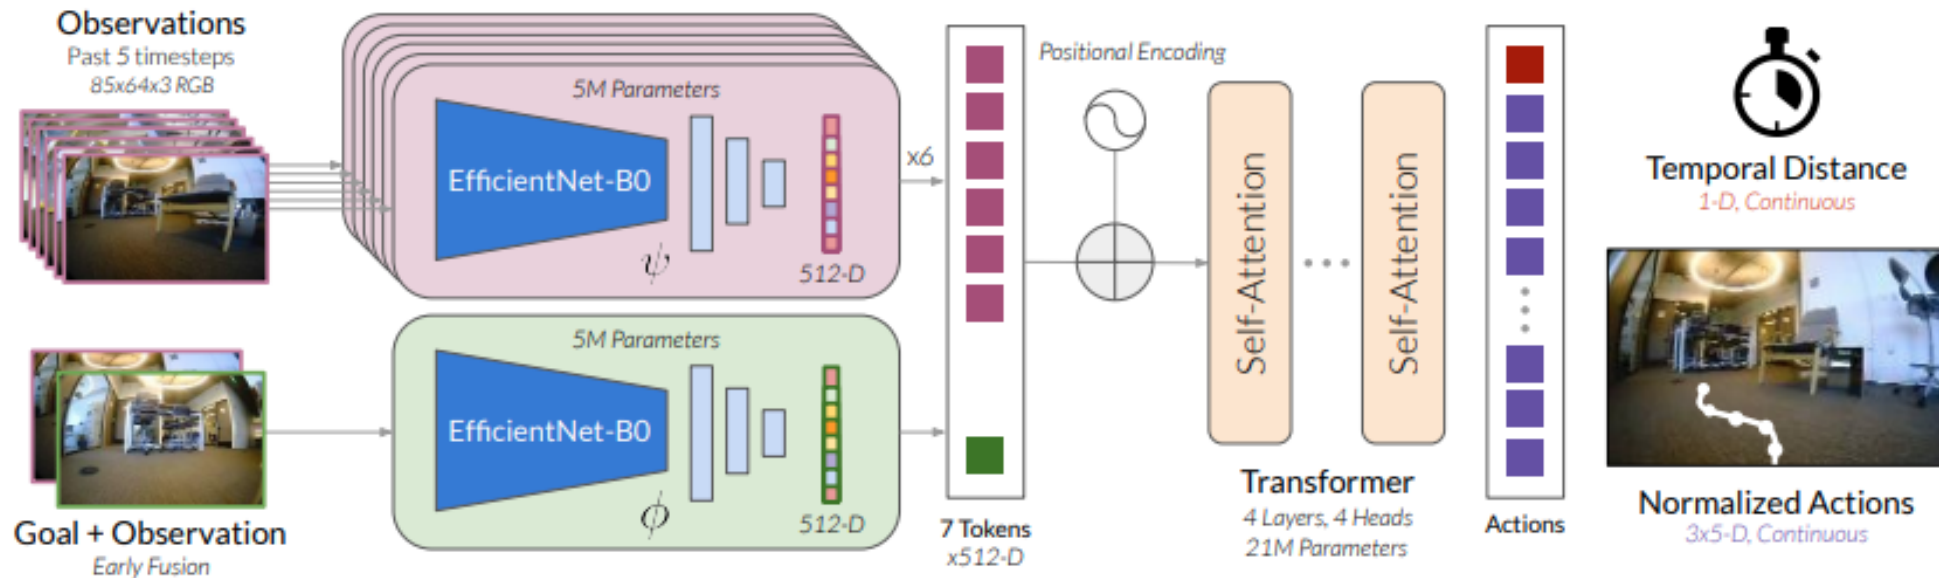 Observations
Past 5 timesteps
85x64x3 RGB
5M Parameters
EfficientNet-B0
ψ
512-D
x6
Goal + Observation
Early Fusion
5M Parameters
EfficientNet-B0
ϕ
512-D
7 Tokens
x512-D
Positional Encoding
Self-Attention
Self-Attention
Transformer
4 Layers, 4 Heads
21M Parameters
Actions
Temporal Distance
1-D, Continuous
Normalized Actions
3x5-D, Continuous